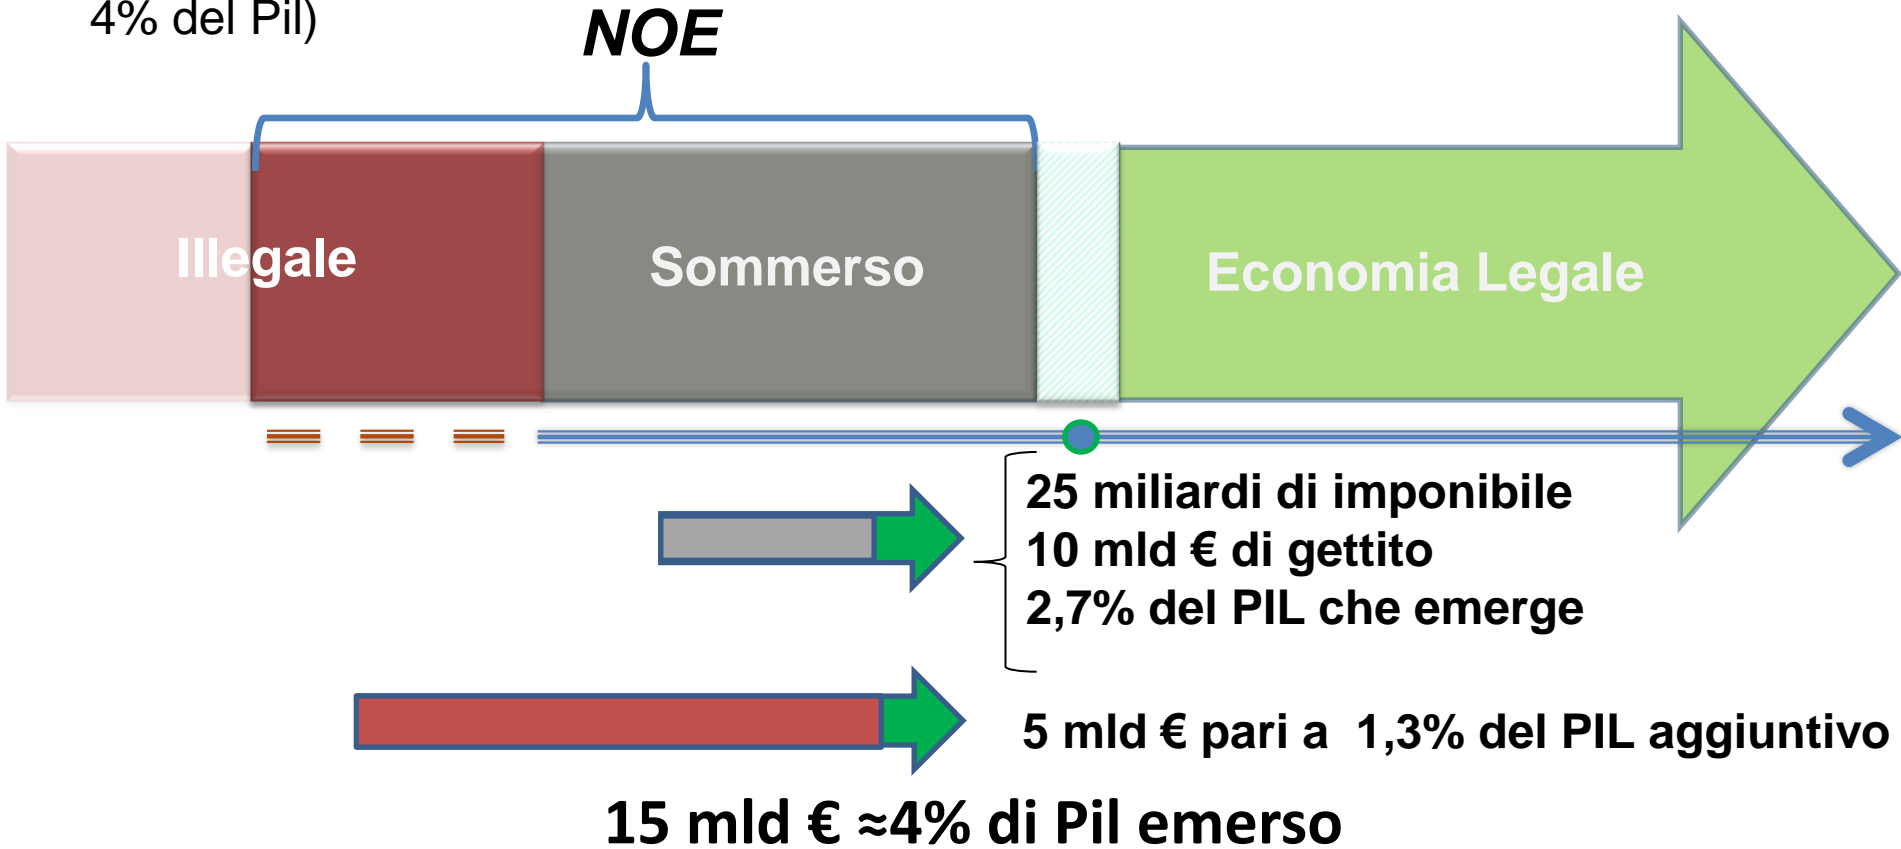 4% del Pil)
NOE
Illegale
Sommerso
Economia Legale
25 miliardi di imponibile
10 mld € di gettito
2,7% del PIL che emerge
5 mld € pari a 1,3% del PIL aggiuntivo
15 mld € ≈4% di Pil emerso